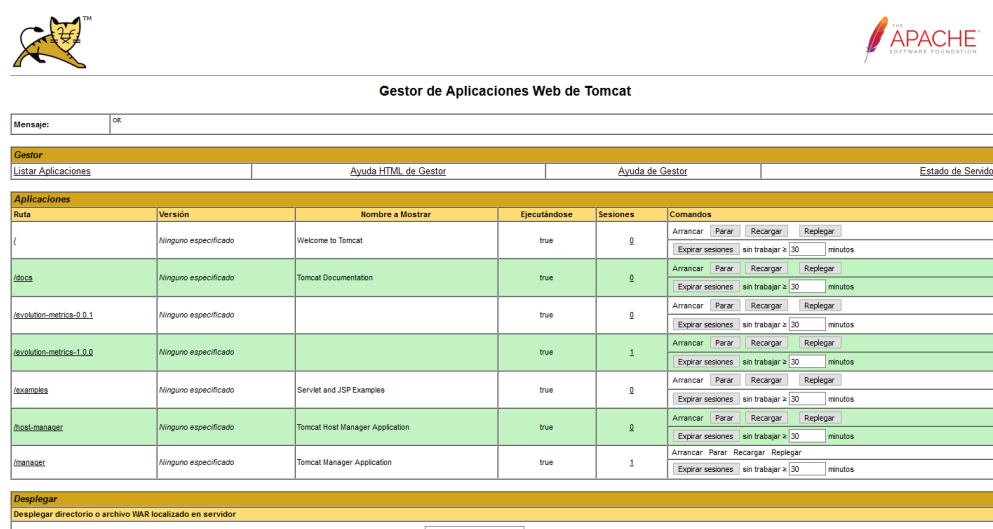 TM
THE
APACHE
SOFTWARE FOUNDATION
Gestor de Aplicaciones Web de Tomcat
Mensaje: OK
Gestor
Listar Aplicaciones Ayuda HTML de Gestor Ayuda de Gestor Estado de Servido
Aplicaciones
Ruta Versión Nombre a Mostrar Ejecutándose Sesiones Comandos
/ Ninguno especificado Welcome to Tomcat true 0 Arrancar Parar Recargar Replegar
Expirar sesiones sin trabajar ≥ 30 minutos
/docs Ninguno especificado Tomcat Documentation true 0 Arrancar Parar Recargar Replegar
Expirar sesiones sin trabajar ≥ 30 minutos
/evolution-metrics-0.0.1 Ninguno especificado true 0 Arrancar Parar Recargar Replegar
Expirar sesiones sin trabajar ≥ 30 minutos
/evolution-metrics-1.0.0 Ninguno especificado true 1 Arrancar Parar Recargar Replegar
Expirar sesiones sin trabajar ≥ 30 minutos
/examples Ninguno especificado Servlet and JSP Examples true 0 Arrancar Parar Recargar Replegar
Expirar sesiones sin trabajar ≥ 30 minutos
/host-manager Ninguno especificado Tomcat Host Manager Application true 0 Arrancar Parar Recargar Replegar
Expirar sesiones sin trabajar ≥ 30 minutos
/manager Ninguno especificado Tomcat Manager Application true 1 Arrancar Parar Recargar Replegar
Expirar sesiones sin trabajar ≥ 30 minutos
Desplegar
Desplegar directorio o archivo WAR localizado en servidor